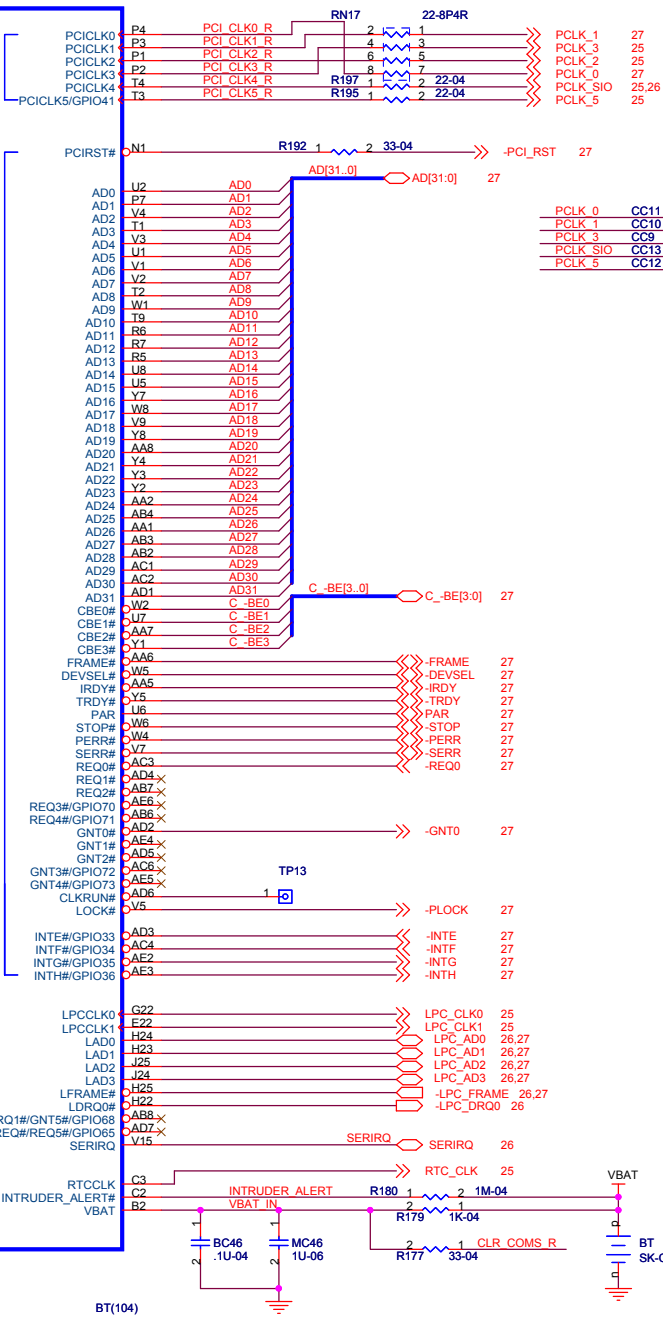 RN17 22-8P4R
PCICLK0 P4 PCI_CLK0_R 2 1 PCLK_1 27
PCICLK1 P3 PCI_CLK1_R 4 3 PCLK_3 25
PCICLK2 P1 PCI_CLK2_R 6 5 PCLK_2 25
PCICLK3 P2 PCI_CLK3_R 8 7 PCLK_0 27
PCICLK4 T4 PCI_CLK4_R R197 1 2 22-04 PCLK_SIO 25,26
PCICLK5/GPIO41 T3 PCI_CLK5_R R195 1 2 22-04 PCLK_5 25
PCIRST# N1 R192 1 2 33-04 -PCI_RST 27
AD[31..0] AD[31:0] 27
AD0 U2 AD0
AD1 P7 AD1
AD2 V4 AD2
AD3 T1 AD3
AD4 V3 AD4
AD5 U1 AD5
AD6 V1 AD6
AD7 V2 AD7
AD8 T2 AD8
AD9 W1 AD9
AD10 T9 AD10
AD11 R6 AD11
AD12 R7 AD12
AD13 R5 AD13
AD14 U8 AD14
AD15 U5 AD15
AD16 Y7 AD16
AD17 W8 AD17
AD18 V9 AD18
AD19 Y8 AD19
AD20 AA8 AD20
AD21 Y4 AD21
AD22 Y3 AD22
AD23 Y2 AD23
AD24 AA2 AD24
AD25 AB4 AD25
AD26 AA1 AD26
AD27 AB3 AD27
AD28 AB2 AD28
AD29 AC1 AD29
AD30 AC2 AD30
AD31 AD1 AD31
PCLK_0 CC11
PCLK_1 CC10
PCLK_3 CC9
PCLK_SIO CC13
PCLK_5 CC12
C_-BE[3..0] C_-BE[3:0] 27
CBE0# W2 C_-BE0
CBE1# U7 C_-BE1
CBE2# AA7 C_-BE2
CBE3# Y1 C_-BE3
FRAME# AA6 -FRAME 27
DEVSEL# W5 -DEVSEL 27
IRDY# AA5 -IRDY 27
TRDY# Y5 -TRDY 27
PAR U6 PAR 27
STOP# W6 -STOP 27
PERR# W4 -PERR 27
SERR# V7 -SERR 27
REQ0# AC3 -REQ0 27
REQ1# AD4
REQ2# AB7
REQ3#/GPIO70 AE6
REQ4#/GPIO71 AB6
GNT0# AD2 -GNT0 27
GNT1# AE4
GNT2# AD5
GNT3#/GPIO72 AC6
GNT4#/GPIO73 AE5
CLKRUN# AD6 1 TP13
LOCK# V5 -PLOCK 27
INTE#/GPIO33 AD3 -INTE 27
INTF#/GPIO34 AC4 -INTF 27
INTG#/GPIO35 AE2 -INTG 27
INTH#/GPIO36 AE3 -INTH 27
LPCCLK0 G22 LPC_CLK0 25
LPCCLK1 E22 LPC_CLK1 25
LAD0 H24 LPC_AD0 26,27
LAD1 H23 LPC_AD1 26,27
LAD2 J25 LPC_AD2 26,27
LAD3 J24 LPC_AD3 26,27
LFRAME# H25 -LPC_FRAME 26,27
LDRQ0# H22 -LPC_DRQ0 26
RQ1#/GNT5#/GPIO68 AB8
REQ#/REQ5#/GPIO65 AD7
SERIRQ V15 SERIRQ SERIRQ 26
RTCCLK C3 RTC_CLK 25
VBAT
INTRUDER_ALERT# C2 INTRUDER_ALERT R180 1 2 1M-04
VBAT B2 VBAT_IN R179 2 1 1K-04
R177 2 1 33-04 CLR_COMS_R
1 2 BC46 .1U-04
1 2 MC46 1U-06
p n BT SK-
BT(104)